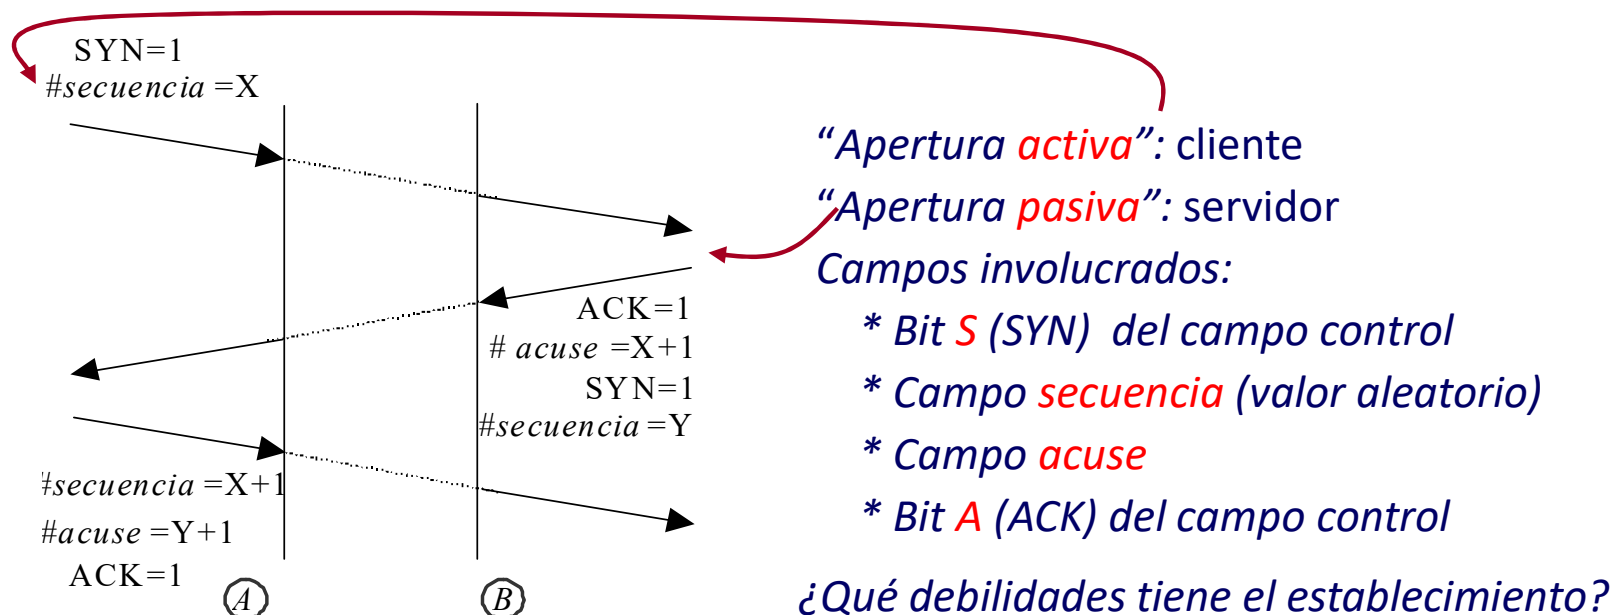 SYN=1
#secuencia =X
ACK=1
# acuse =X+1
SYN=1
#secuencia =Y
#secuencia =X+1
#acuse =Y+1
ACK=1
A
B
“Apertura activa”: cliente
“Apertura pasiva”: servidor
Campos involucrados:
* Bit S (SYN) del campo control
* Campo secuencia (valor aleatorio)
* Campo acuse
* Bit A (ACK) del campo control
¿Qué debilidades tiene el establecimiento?